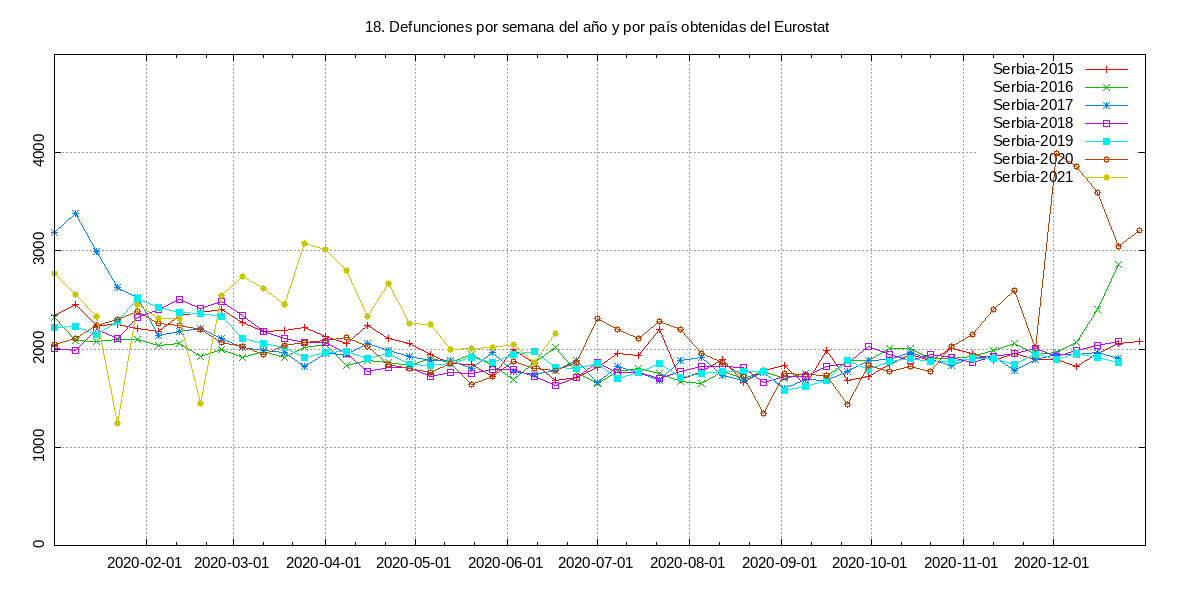 18. Defunciones por semana del año y por país obtenidas del Eurostat
Serbia-2015
Serbia-2016
Serbia-2017
Serbia-2018
Serbia-2019
Serbia-2020
Serbia-2021
4000
3000
2000
1000
0
2020-02-01 2020-03-01 2020-04-01 2020-05-01 2020-06-01 2020-07-01 2020-08-01 2020-09-01 2020-10-01 2020-11-01 2020-12-01